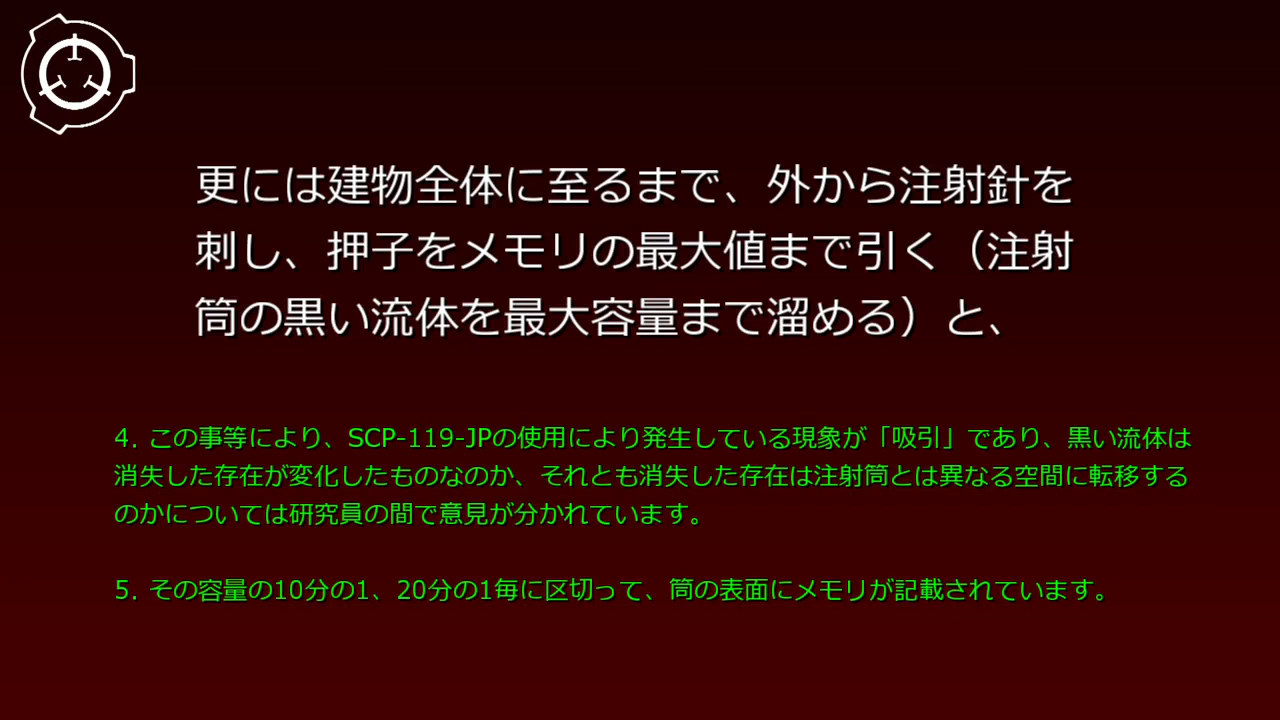 更には建物全体に至るまで、外から注射針を
刺し、押子をメモリの最大値まで引く（注射
筒の黒い流体を最大容量まで溜める）と、
4. この事等により、SCP-119-JPの使用により発生している現象が「吸引」であり、黒い流体は
消失した存在が変化したものなのか、それとも消失した存在は注射筒とは異なる空間に転移する
のかについては研究員の間で意見が分かれています。
5. その容量の10分の1、20分の1毎に区切って、筒の表面にメモリが記載されています。